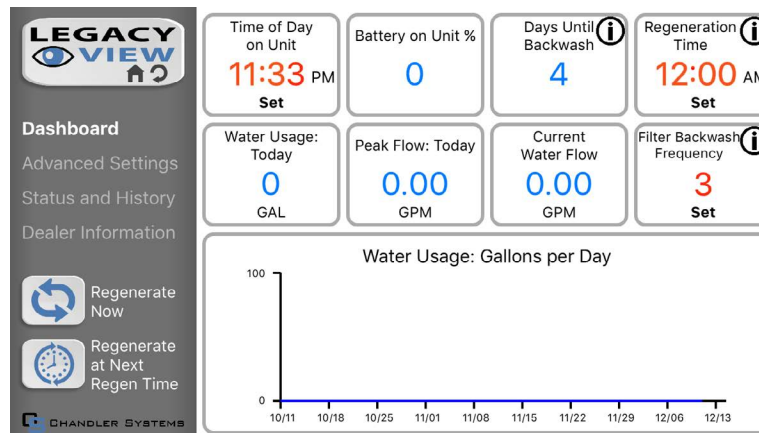 LEGACY
VIEW
Dashboard
Advanced Settings
Status and History
Dealer Information
Regenerate
Now
Regenerate
at Next
Regen Time
CHANDLER SYSTEMS
Time of Day
on Unit
11:33 PM
Set
Battery on Unit %
0
Days Until
Backwash
i
4
Regeneration
Time
i
12:00 AM
Set
Water Usage:
Today
0
GAL
Peak Flow: Today
0.00
GPM
Current
Water Flow
0.00
GPM
Filter Backwash
Frequency
i
3
Set
Water Usage: Gallons per Day
100
0
10/11 10/18 10/25 11/01 11/08 11/15 11/22 11/29 12/06 12/13